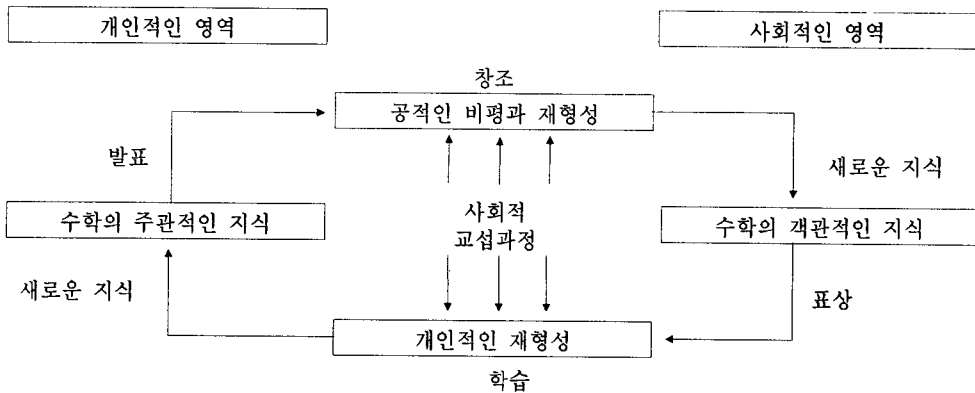 개인적인 영역
사회적인 영역
창조
공적인 비평과 재형성
발표
새로운 지식
수학의 주관적인 지식
사회적
교섭과정
수학의 객관적인 지식
새로운 지식
표상
개인적인 재형성
학습